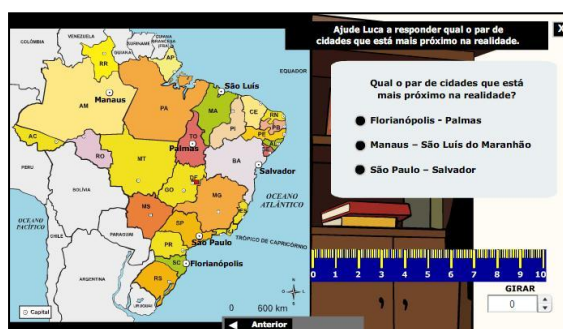 Ajude Luca a responder qual o par de
cidades que está mais próximo na realidade.
X
Qual o par de cidades que está
mais próximo na realidade?
Florianópolis - Palmas
Manaus – São Luís do Maranhão
São Paulo – Salvador
0 1 2 3 4 5 6 7 8 9 10
GIRAR
0
COLÔMBIA
VENEZUELA
GUIANA
SURINAME
GUIANA
FRANCESA
EQUADOR
RR
AP
Manaus
São Luís
AM
PA
MA
CE
RN
PB
PE
AL
SE
PI
AC
RO
TO
Palmas
MT
BA
Salvador
PERU
BOLÍVIA
DF
GO
MG
ES
MS
OCEANO
ATLÂNTICO
OCEANO
PACÍFICO
CHILE
PARAGUAI
SP
RJ
São Paulo
TRÓPICO DE CAPRICÓRNIO
PR
SC
Florianópolis
ARGENTINA
RS
URUGUAI
N
Capital
0 600 km
Anterior